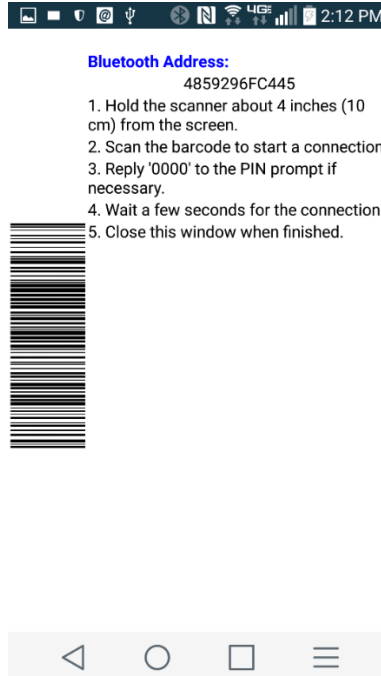 4G
2:12 PM
Bluetooth Address:
4859296FC445
1. Hold the scanner about 4 inches (10
cm) from the screen.
2. Scan the barcode to start a connection
3. Reply '0000' to the PIN prompt if
necessary.
4. Wait a few seconds for the connection
5. Close this window when finished.